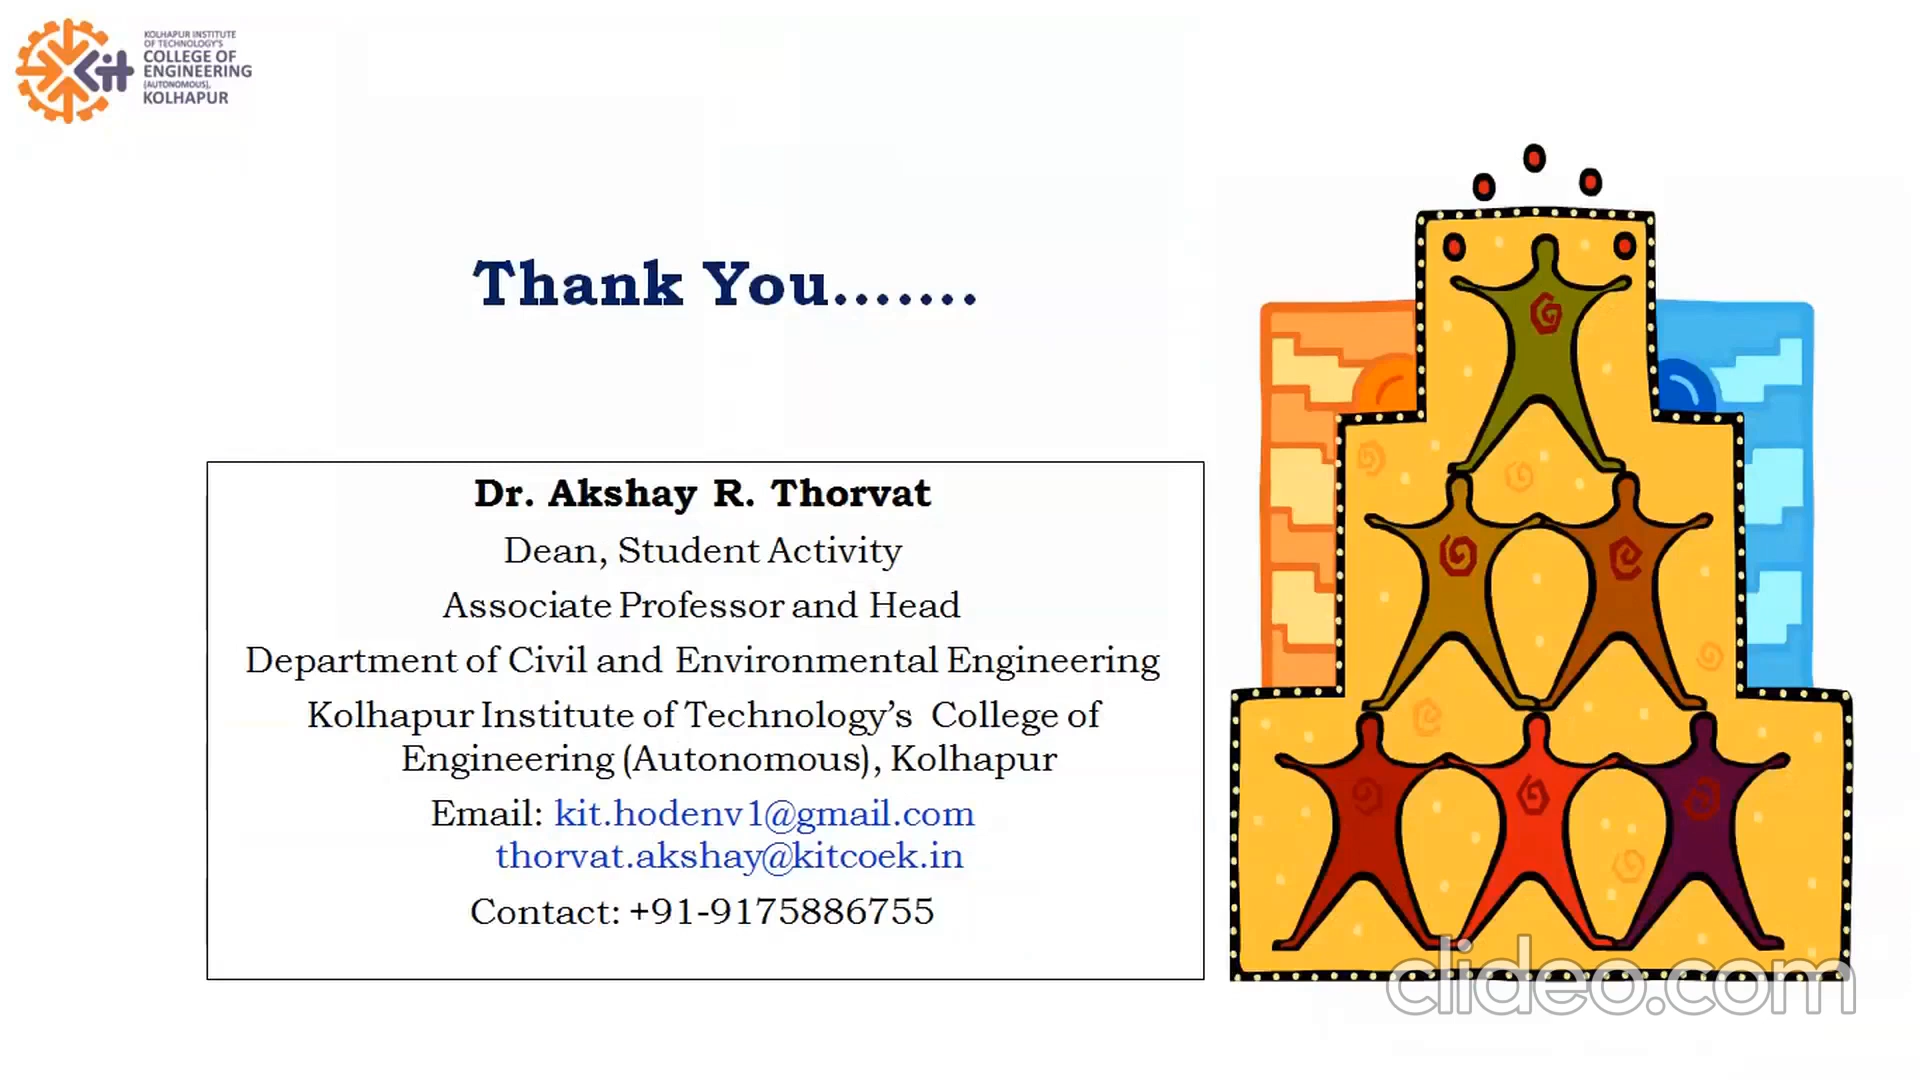 KOLHAPUR INSTITUTE
OF TECHNOLOGY'S
COLLEGE OF
ENGINEERING
(AUTONOMOUS),
KOLHAPUR
kit
Thank You.......
Dr. Akshay R. Thorvat
Dean, Student Activity
Associate Professor and Head
Department of Civil and Environmental Engineering
Kolhapur Institute of Technology’s College of
Engineering (Autonomous), Kolhapur
Email: kit.hodenv1@gmail.com
thorvat.akshay@kitcoek.in
Contact: +91-9175886755
clideo.com